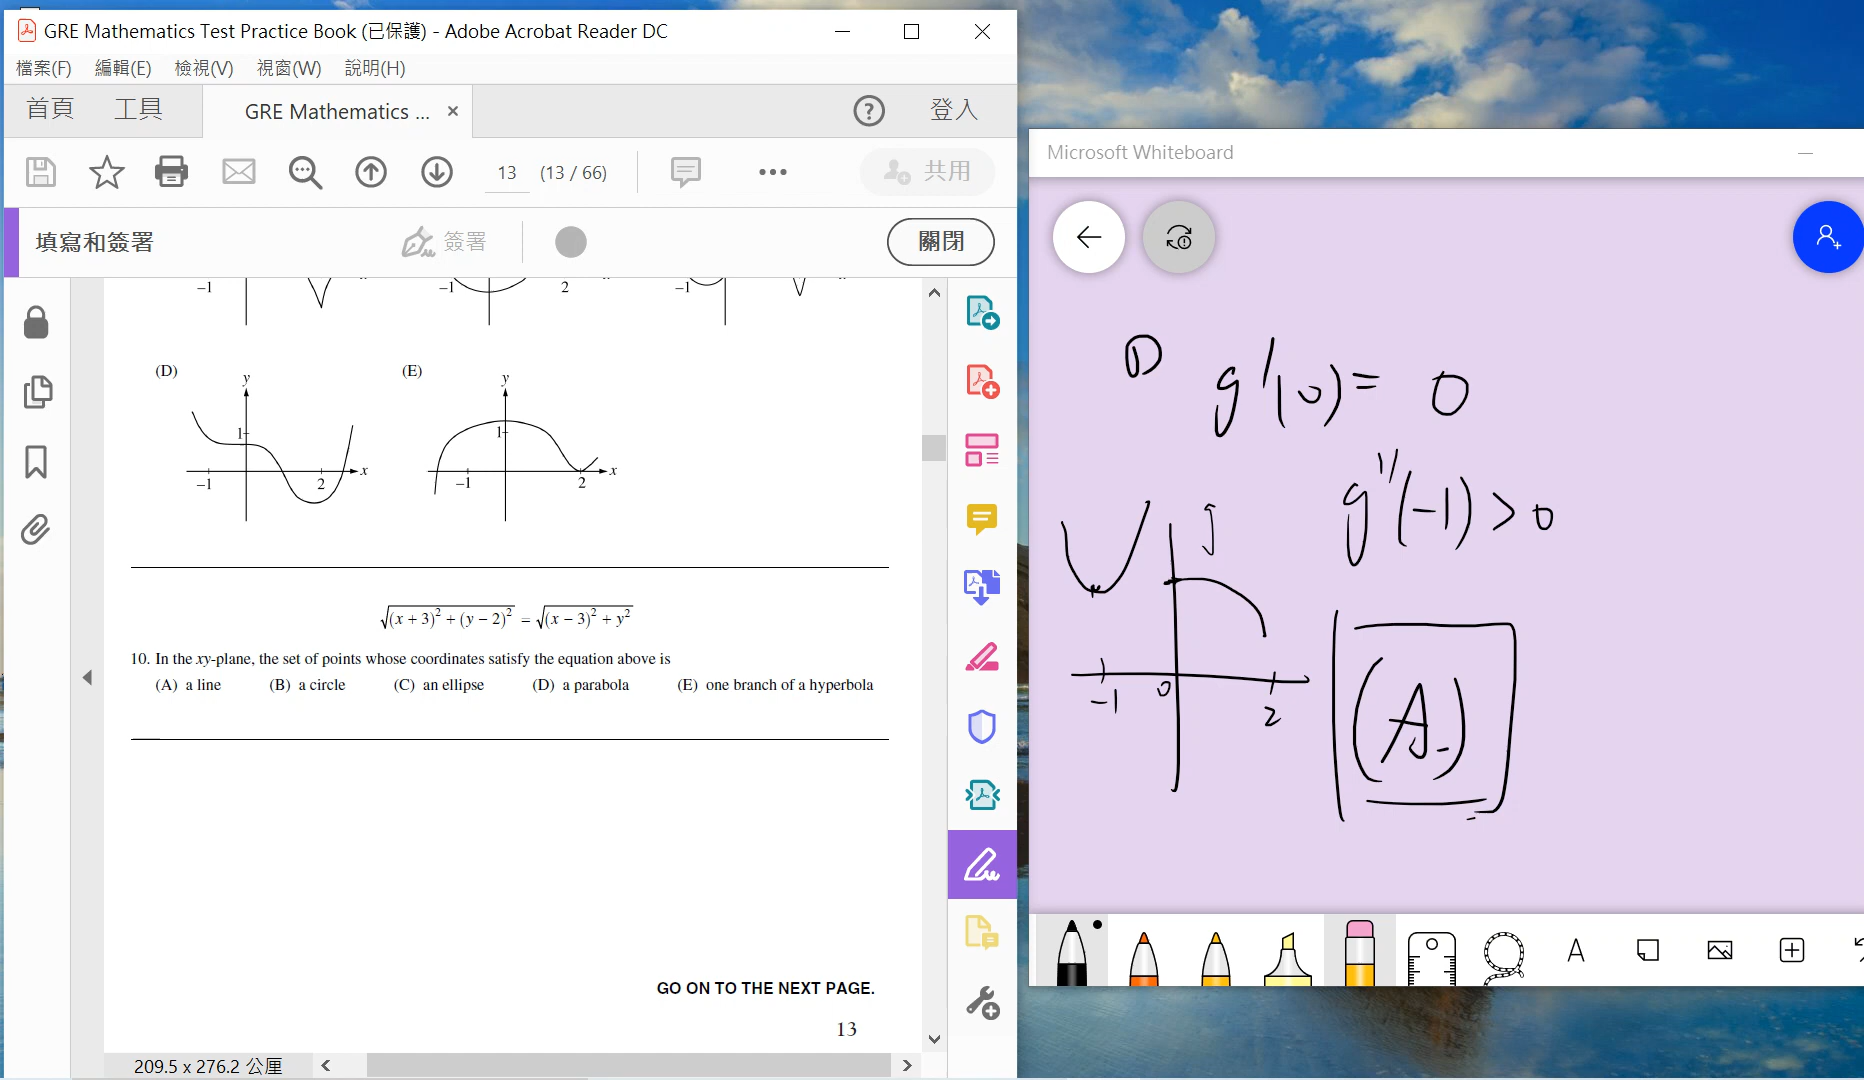 GRE Mathematics Test Practice Book (已保護) - Adobe Acrobat Reader DC
檔案(F) 編輯(E) 檢視(V) 視窗(W) 說明(H)
首頁 工具 GRE Mathematics ... × ? 登入
13 (13 / 66) 共用
填寫和簽署 簽署 關閉
−1 −1 2 −1
(D) (E)
y y
1 1
x x
−1 2 −1 2
√((x + 3)² + (y − 2)²) = √((x − 3)² + y²)
10. In the xy-plane, the set of points whose coordinates satisfy the equation above is
(A) a line (B) a circle (C) an ellipse (D) a parabola (E) one branch of a hyperbola
GO ON TO THE NEXT PAGE.
13
209.5 x 276.2 公厘
Microsoft Whiteboard
D g'(0) = 0
g''(-1) > 0
g
-1 0 2
(A.)